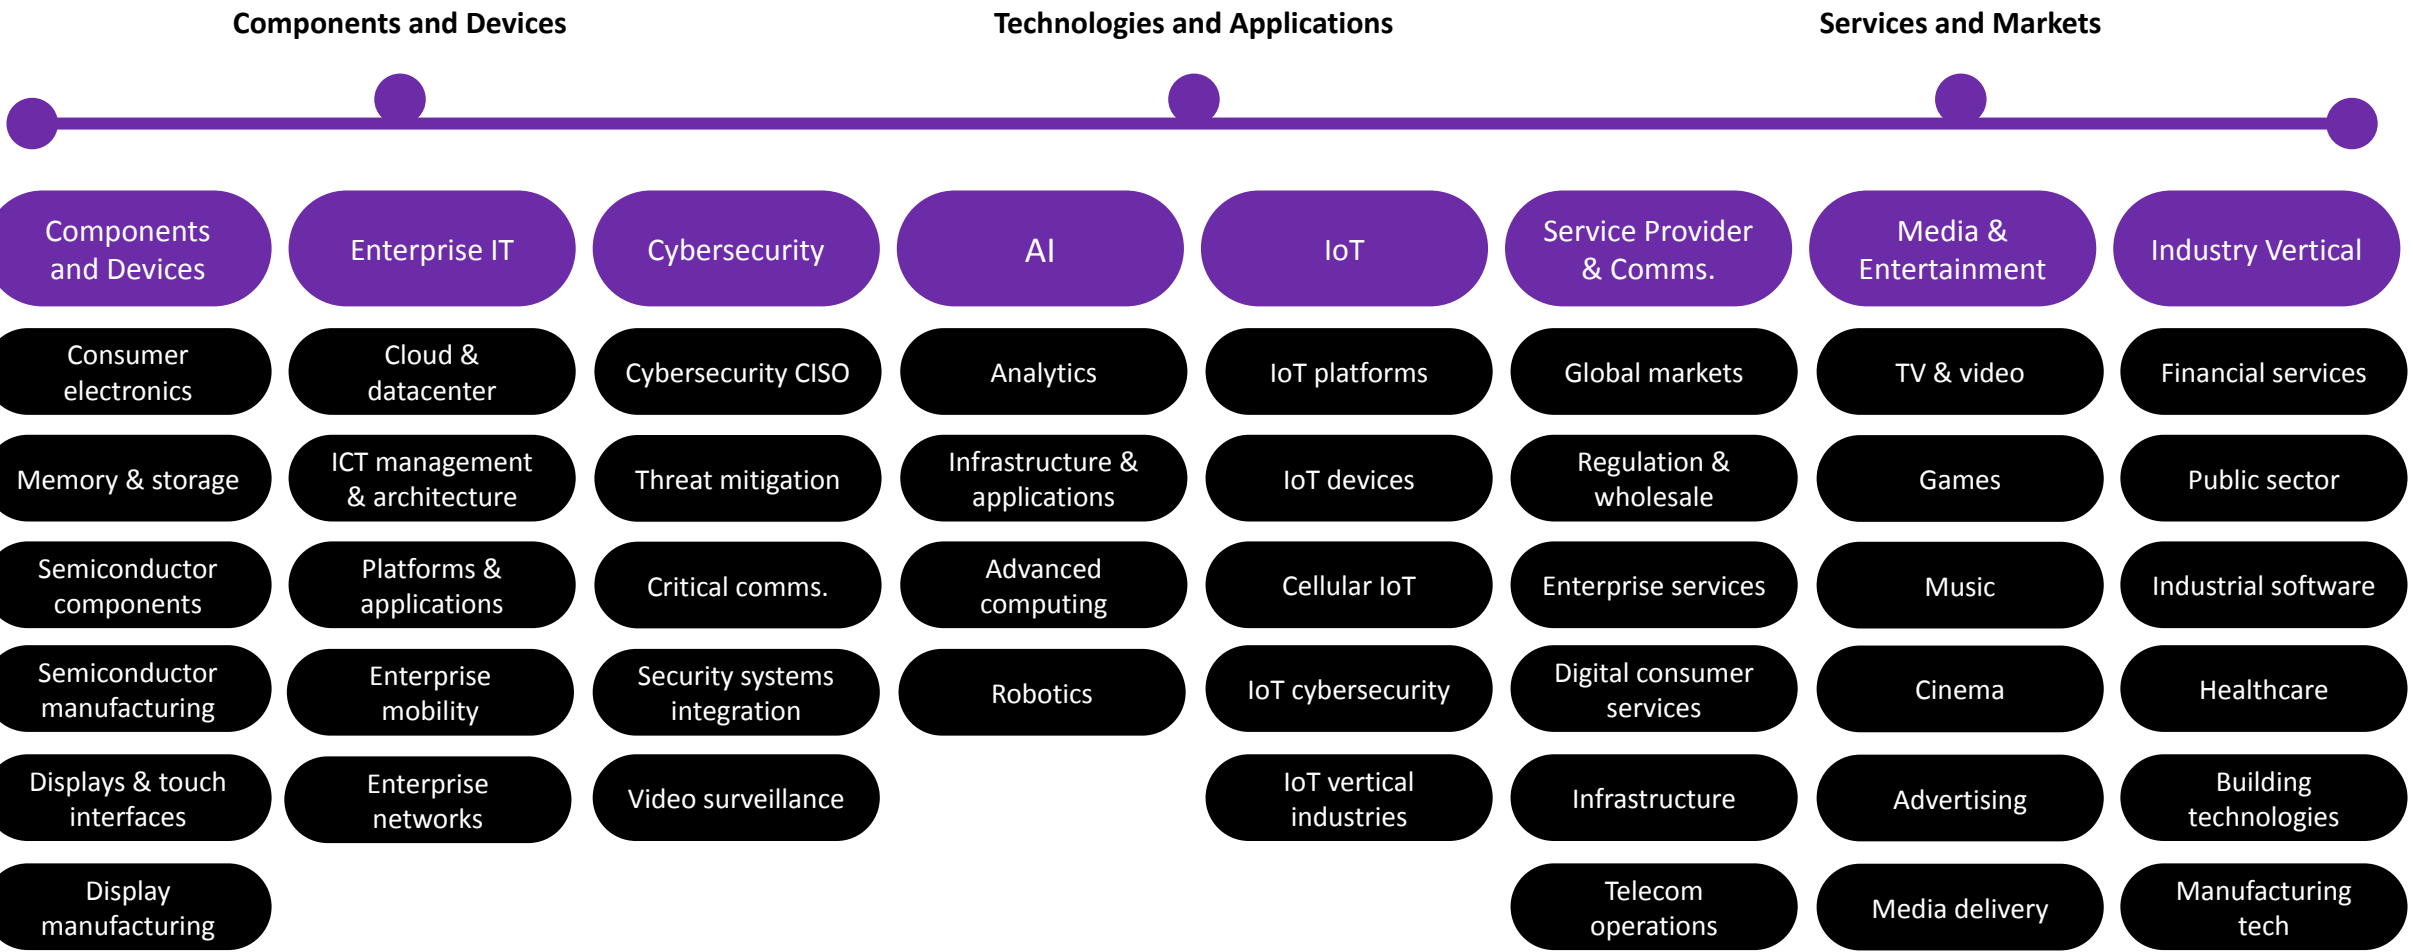 Components and Devices
Technologies and Applications
Services and Markets
Components
and Devices
Enterprise IT
Cybersecurity
AI
IoT
Service Provider
& Comms.
Media &
Entertainment
Industry Vertical
Consumer
electronics
Cloud &
datacenter
Cybersecurity CISO
Analytics
IoT platforms
Global markets
TV & video
Financial services
Memory & storage
ICT management
& architecture
Threat mitigation
Infrastructure &
applications
IoT devices
Regulation &
wholesale
Games
Public sector
Semiconductor
components
Platforms &
applications
Critical comms.
Advanced
computing
Cellular IoT
Enterprise services
Music
Industrial software
Semiconductor
manufacturing
Enterprise
mobility
Security systems
integration
Robotics
IoT cybersecurity
Digital consumer
services
Cinema
Healthcare
Displays & touch
interfaces
Enterprise
networks
Video surveillance
IoT vertical
industries
Infrastructure
Advertising
Building
technologies
Display
manufacturing
Telecom
operations
Media delivery
Manufacturing
tech